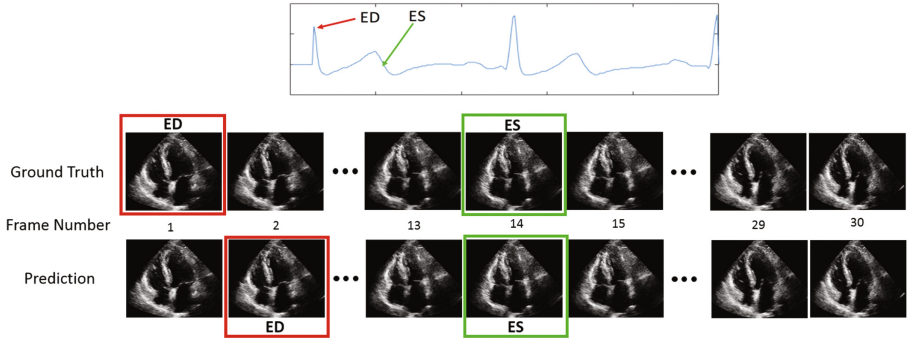 ED
ES
ED
ES
Ground Truth
Frame Number
1
2
13
14
15
29
30
Prediction
ED
ES